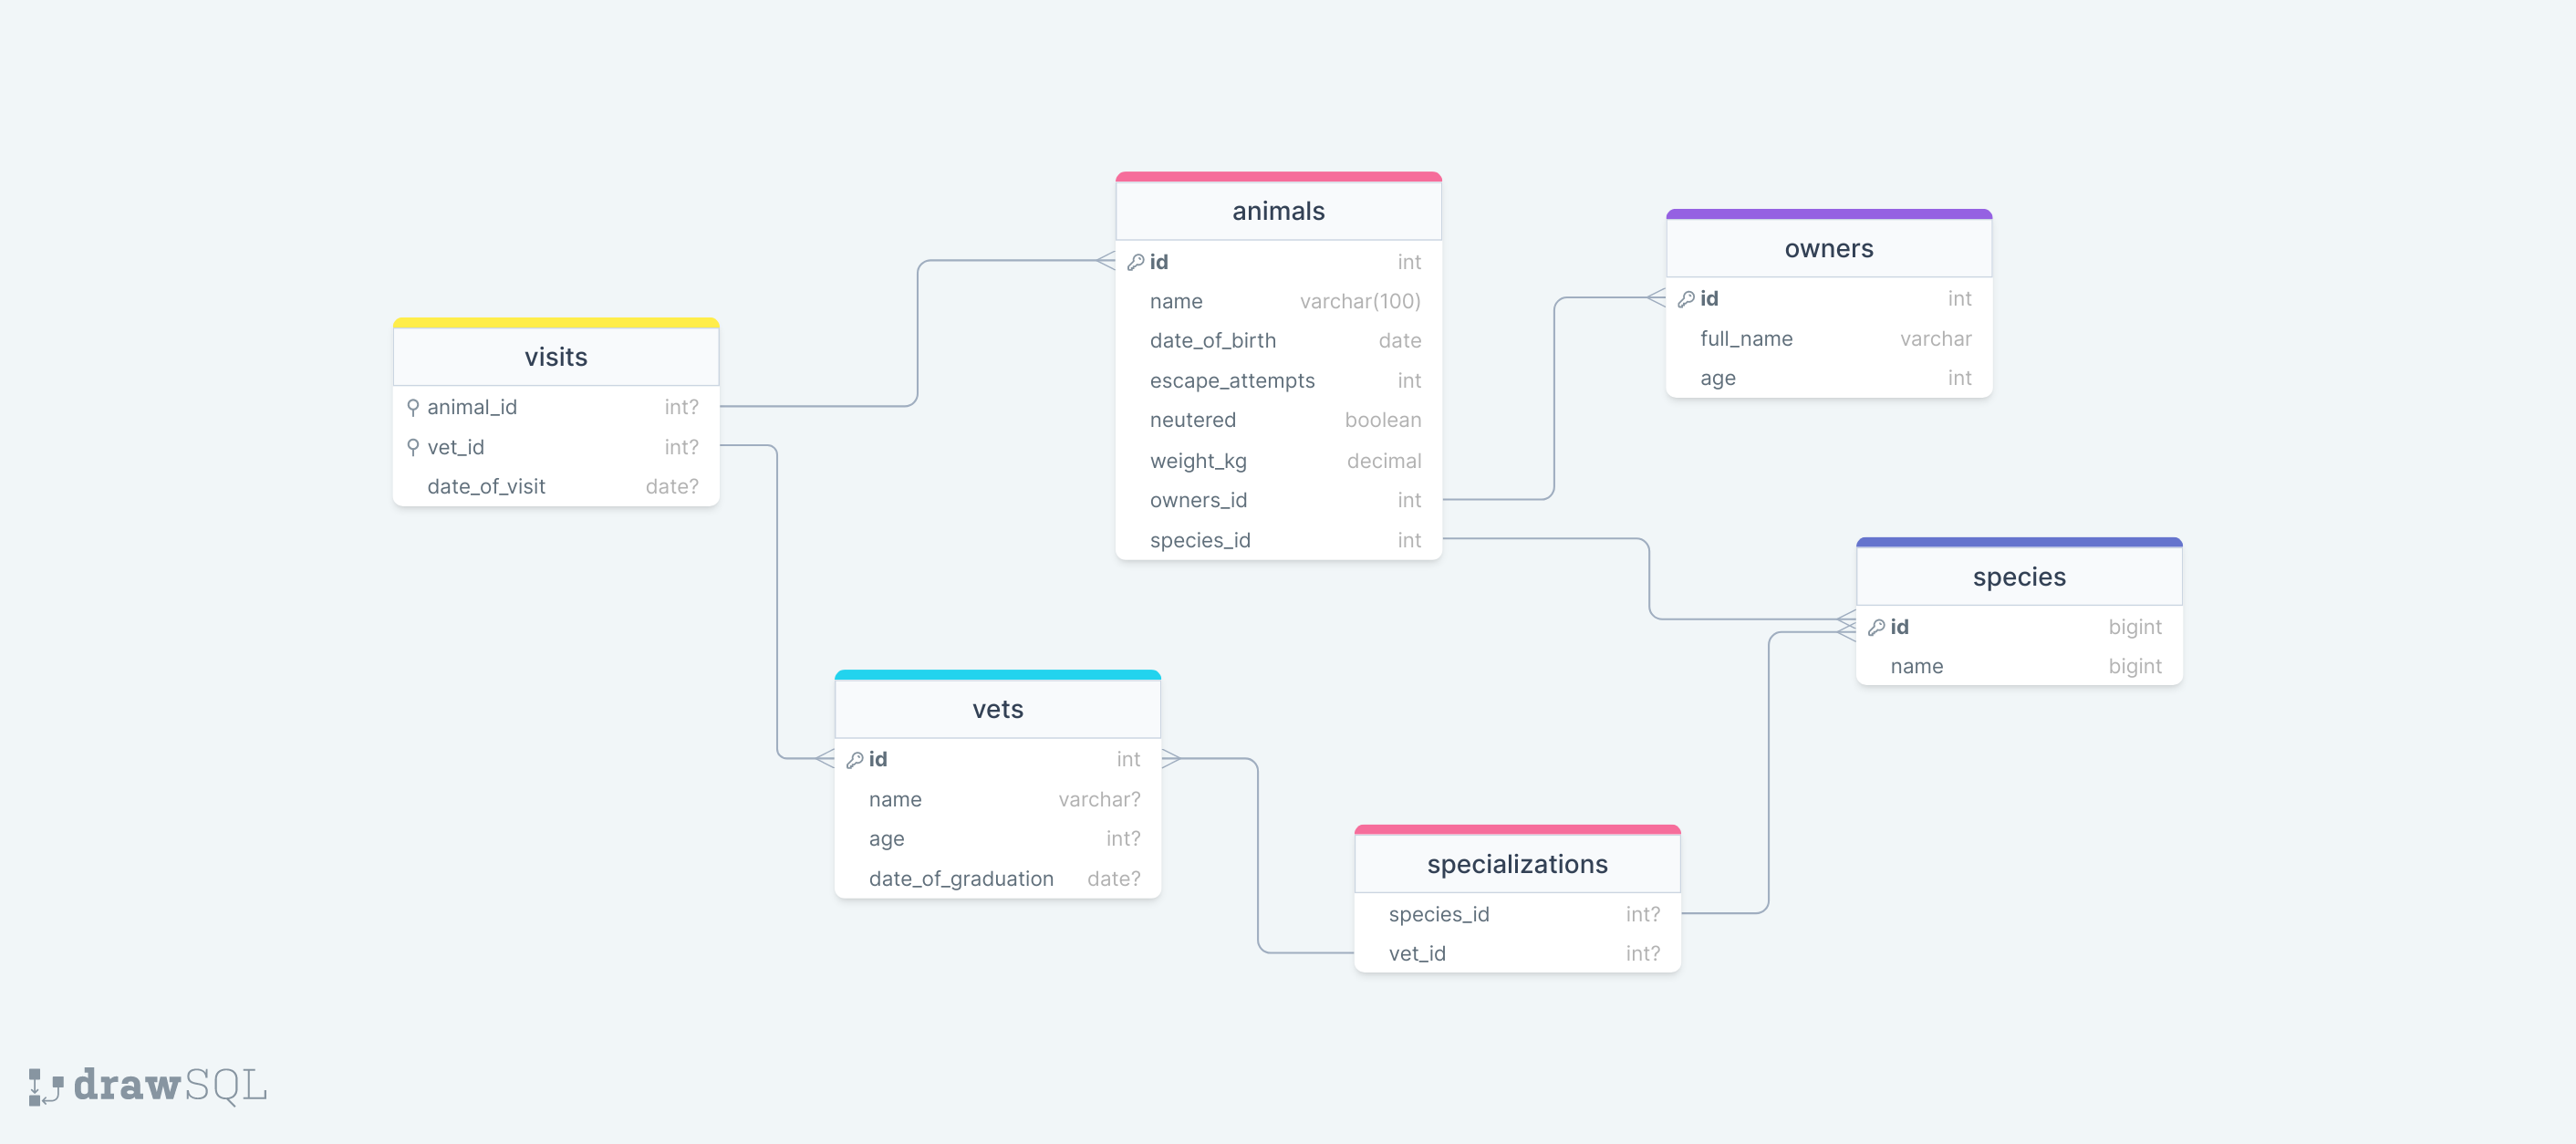 visits
animal_id int?
vet_id int?
date_of_visit date?
animals
id int
name varchar(100)
date_of_birth date
escape_attempts int
neutered boolean
weight_kg decimal
owners_id int
species_id int
owners
id int
full_name varchar
age int
species
id bigint
name bigint
vets
id int
name varchar?
age int?
date_of_graduation date?
specializations
species_id int?
vet_id int?
drawSQL